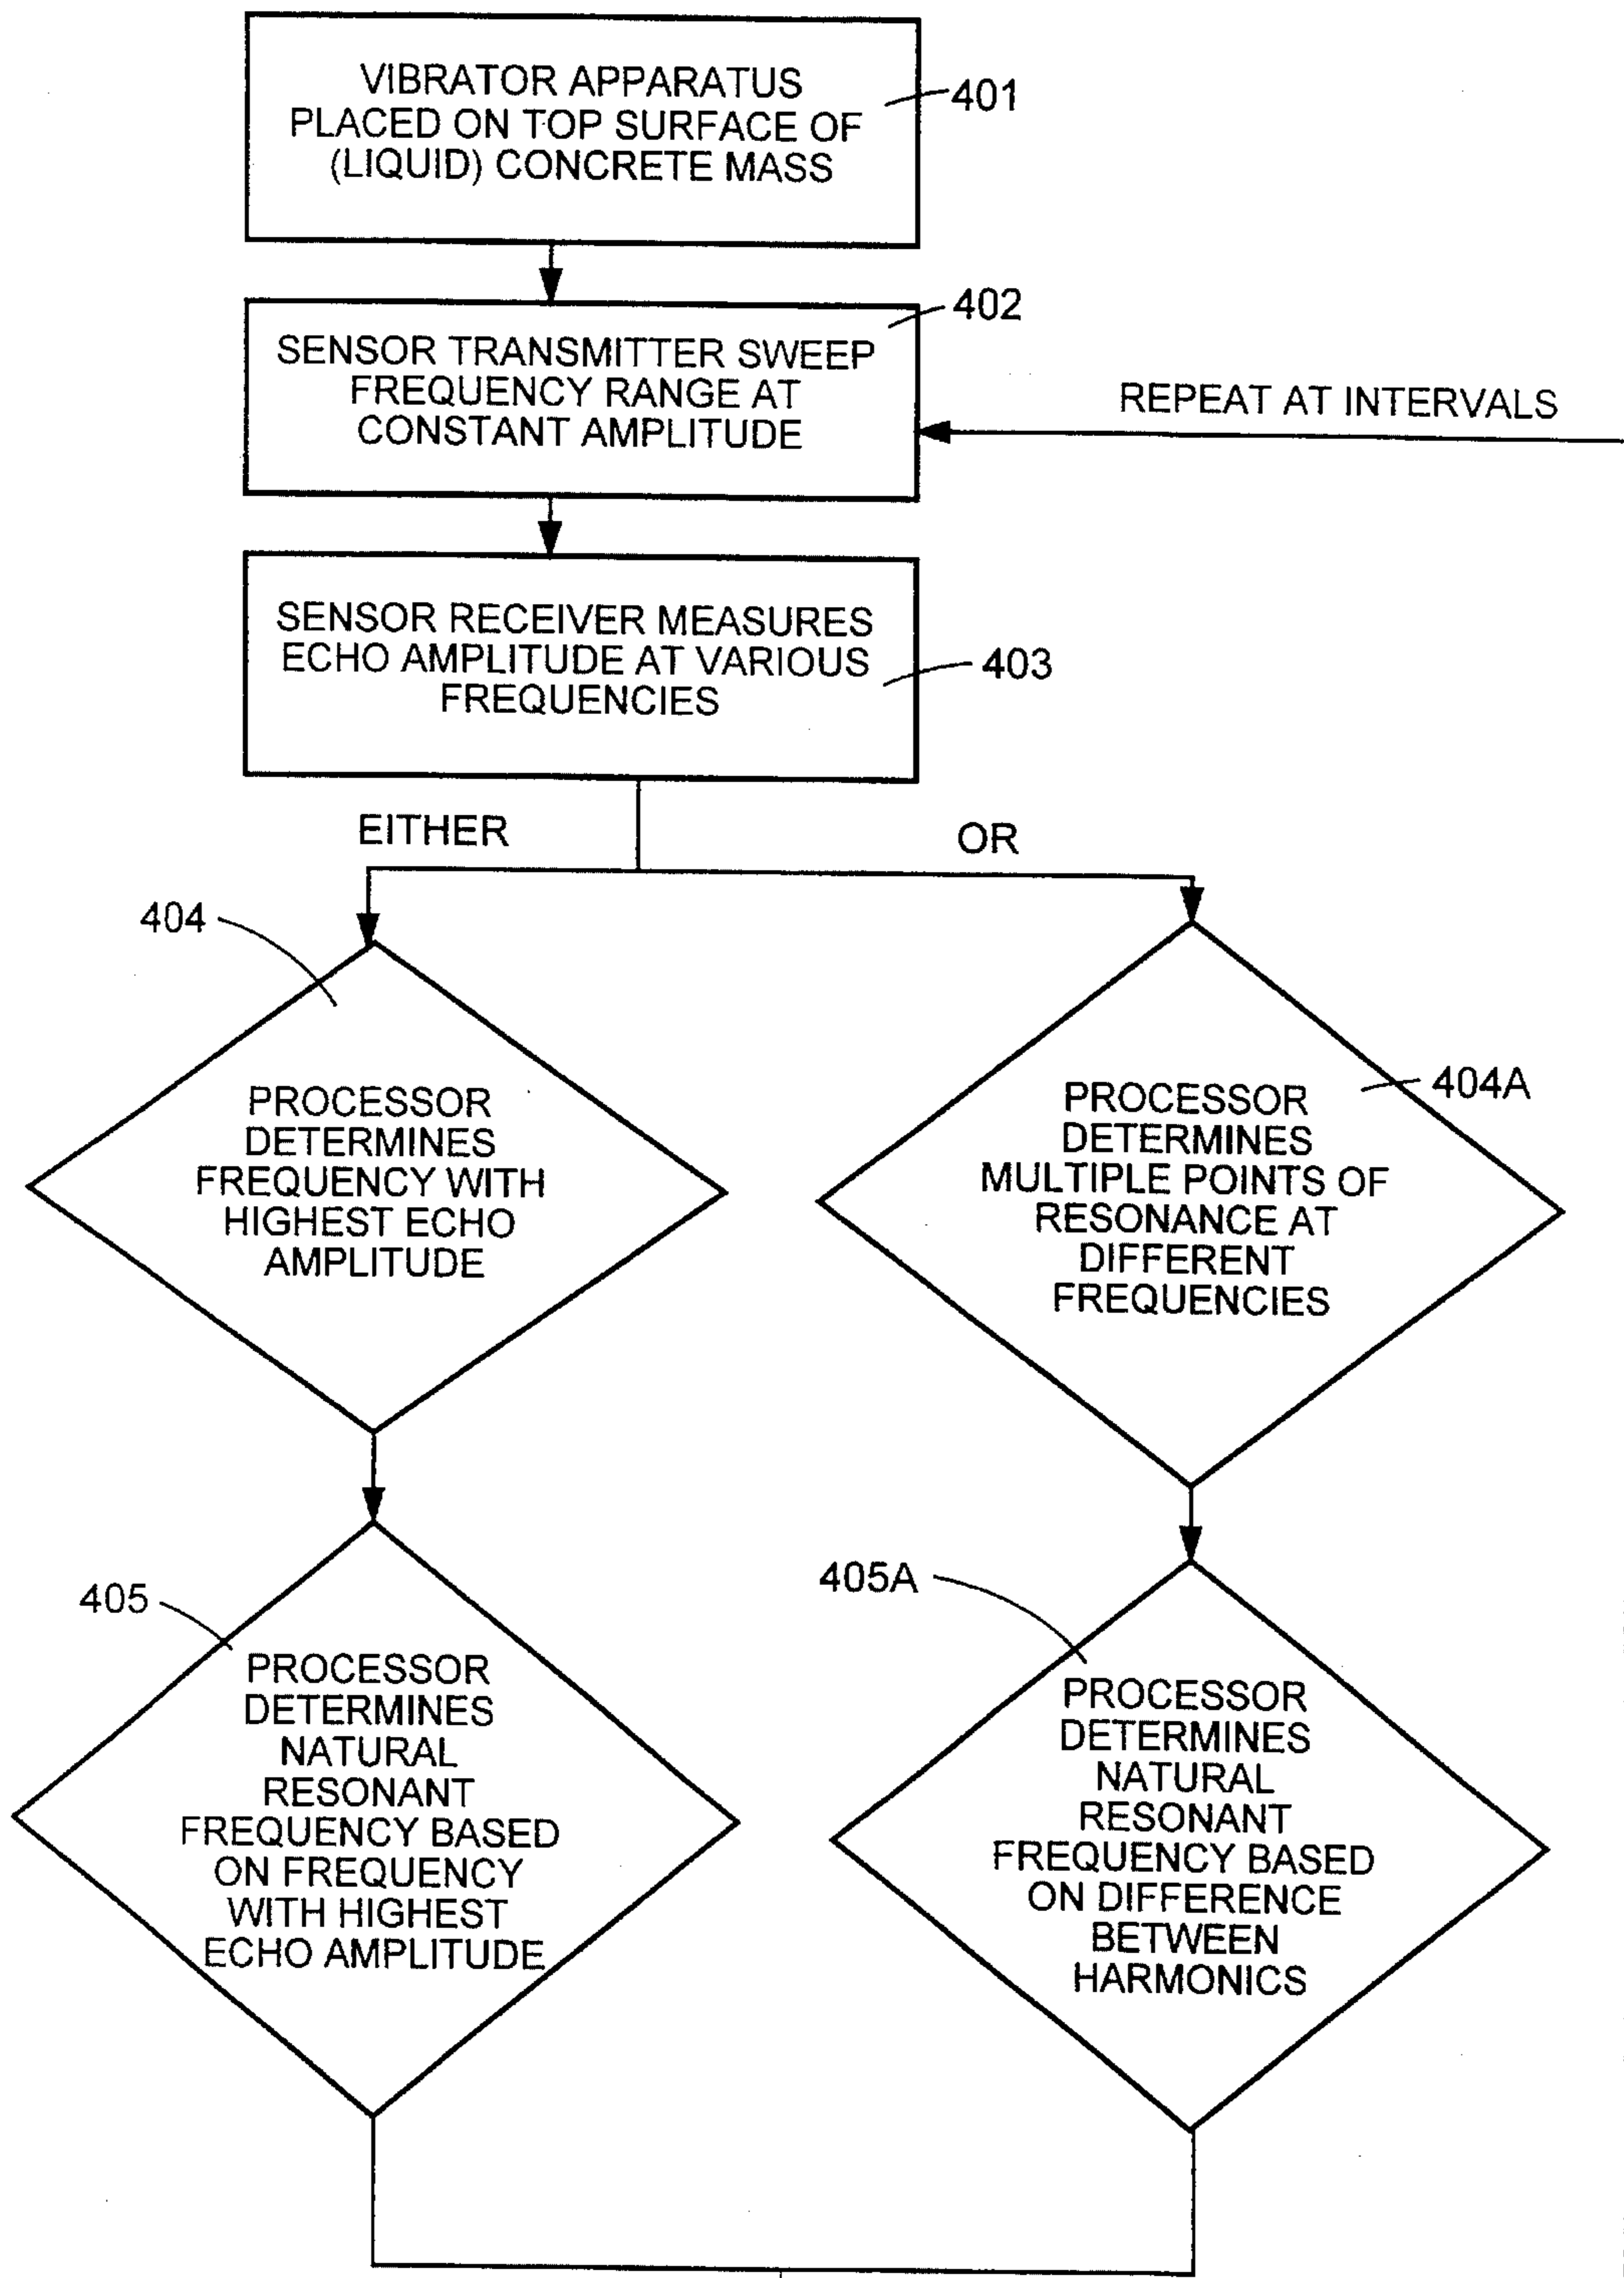 VIBRATOR APPARATUS
PLACED ON TOP SURFACE OF
(LIQUID) CONCRETE MASS
401
402
SENSOR TRANSMITTER SWEEP
FREQUENCY RANGE AT
CONSTANT AMPLITUDE
REPEAT AT INTERVALS
SENSOR RECEIVER MEASURES
ECHO AMPLITUDE AT VARIOUS
FREQUENCIES
403
EITHER
OR
404
PROCESSOR
DETERMINES
FREQUENCY WITH
HIGHEST ECHO
AMPLITUDE
404A
PROCESSOR
DETERMINES
MULTIPLE POINTS OF
RESONANCE AT
DIFFERENT
FREQUENCIES
405
PROCESSOR
DETERMINES
NATURAL
RESONANT
FREQUENCY BASED
ON FREQUENCY
WITH HIGHEST
ECHO AMPLITUDE
405A
PROCESSOR
DETERMINES
NATURAL
RESONANT
FREQUENCY BASED
ON DIFFERENCE
BETWEEN
HARMONICS